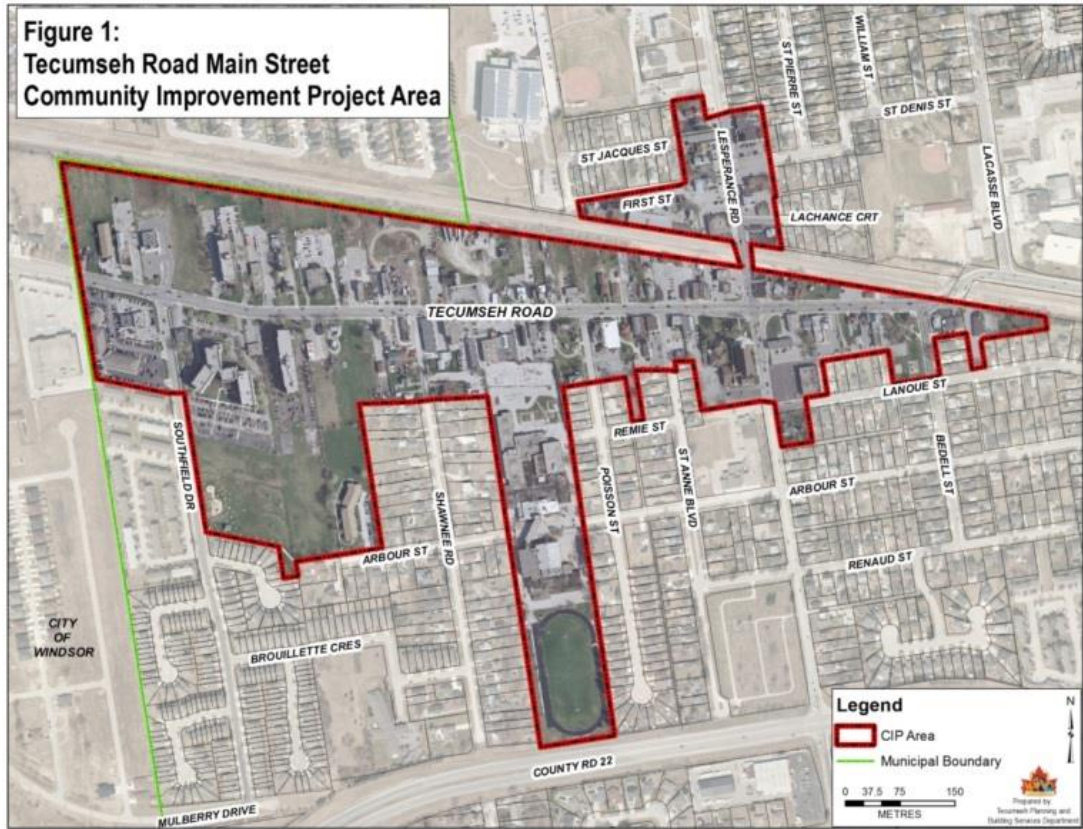 Figure 1:
Tecumseh Road Main Street
Community Improvement Project Area
WILLIAM ST
ST PIERRE ST
ST DENIS ST
ST JACQUES ST
LESPERANCE RD
LACASSE BLVD
FIRST ST
LACHANCE CRT
TECUMSEH ROAD
LANOUE ST
REMIE ST
SOUTHFIELD DR
BEDELL ST
POISSON ST
ST ANNE BLVD
ARBOUR ST
SHAWNEE RD
ARBOUR ST
RENAUD ST
CITY
OF
WINDSOR
BROUILLETTE CRES
COUNTY RD 22
MULBERRY DRIVE
Legend
N
CIP Area
Municipal Boundary
0 37.5 75 150
METRES
Prepared by:
Tecumseh Planning and
Building Services Department